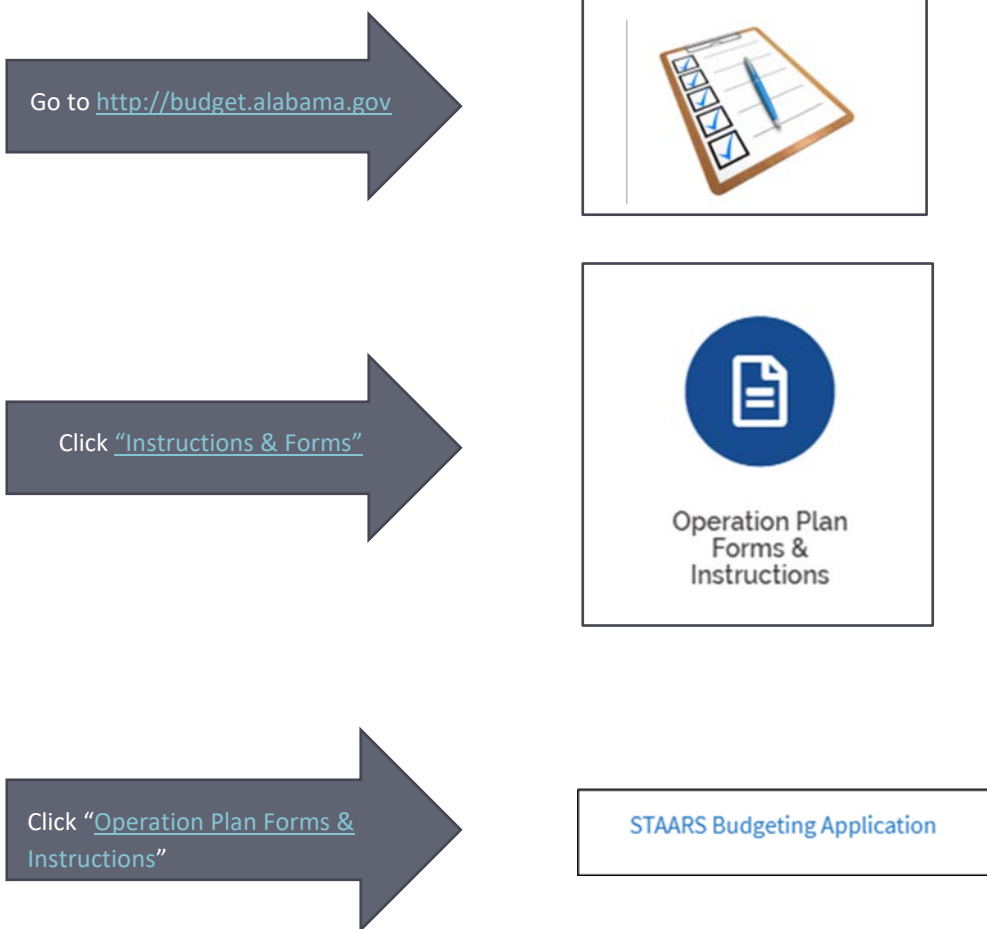 Go to http://budget.alabama.gov
Click “Instructions & Forms”
Operation Plan
Forms &
Instructions
Click “Operation Plan Forms &
Instructions”
STAARS Budgeting Application